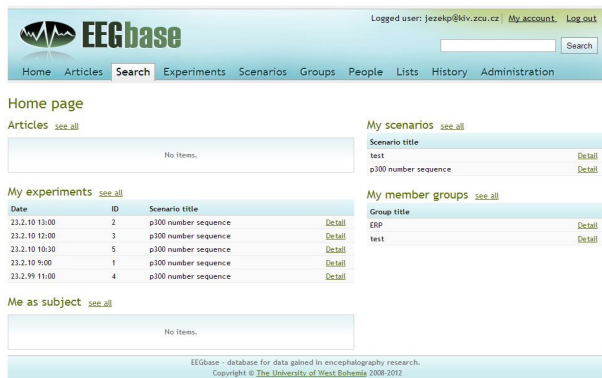 Logged user: jezekp@kiv.zcu.cz My account Log out
EEGbase
Search
Home Articles Search Experiments Scenarios Groups People Lists History Administration
Home page
Articles see all
No items.
My experiments see all
Date ID Scenario title
23.2.10 13:00 2 p300 number sequence Detail
23.2.10 12:00 3 p300 number sequence Detail
23.2.10 10:30 5 p300 number sequence Detail
23.2.10 9:00 1 p300 number sequence Detail
23.2.99 11:00 4 p300 number sequence Detail
Me as subject see all
No items.
My scenarios see all
Scenario title
test Detail
p300 number sequence Detail
My member groups see all
Group title
ERP Detail
test Detail
EEGbase - database for data gained in encephalography research.
Copyright © The University of West Bohemia 2008-2012